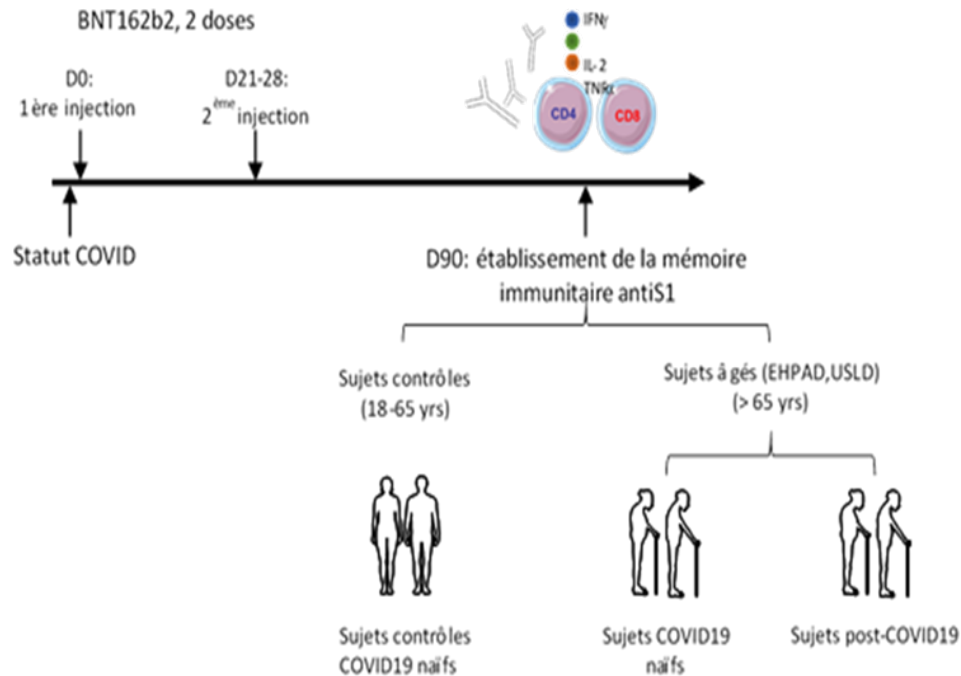 BNT162b2, 2 doses
D0:
1ère injection
D21-28:
2ème injection
IFNγ
IL-2
TNFα
CD4
CD8
Statut COVID
D90: établissement de la mémoire
immunitaire antiS1
Sujets contrôles
(18-65 yrs)
Sujets âgés (EHPAD,USLD)
(> 65 yrs)
Sujets contrôles
COVID19 naïfs
Sujets COVID19
naïfs
Sujets post-COVID19